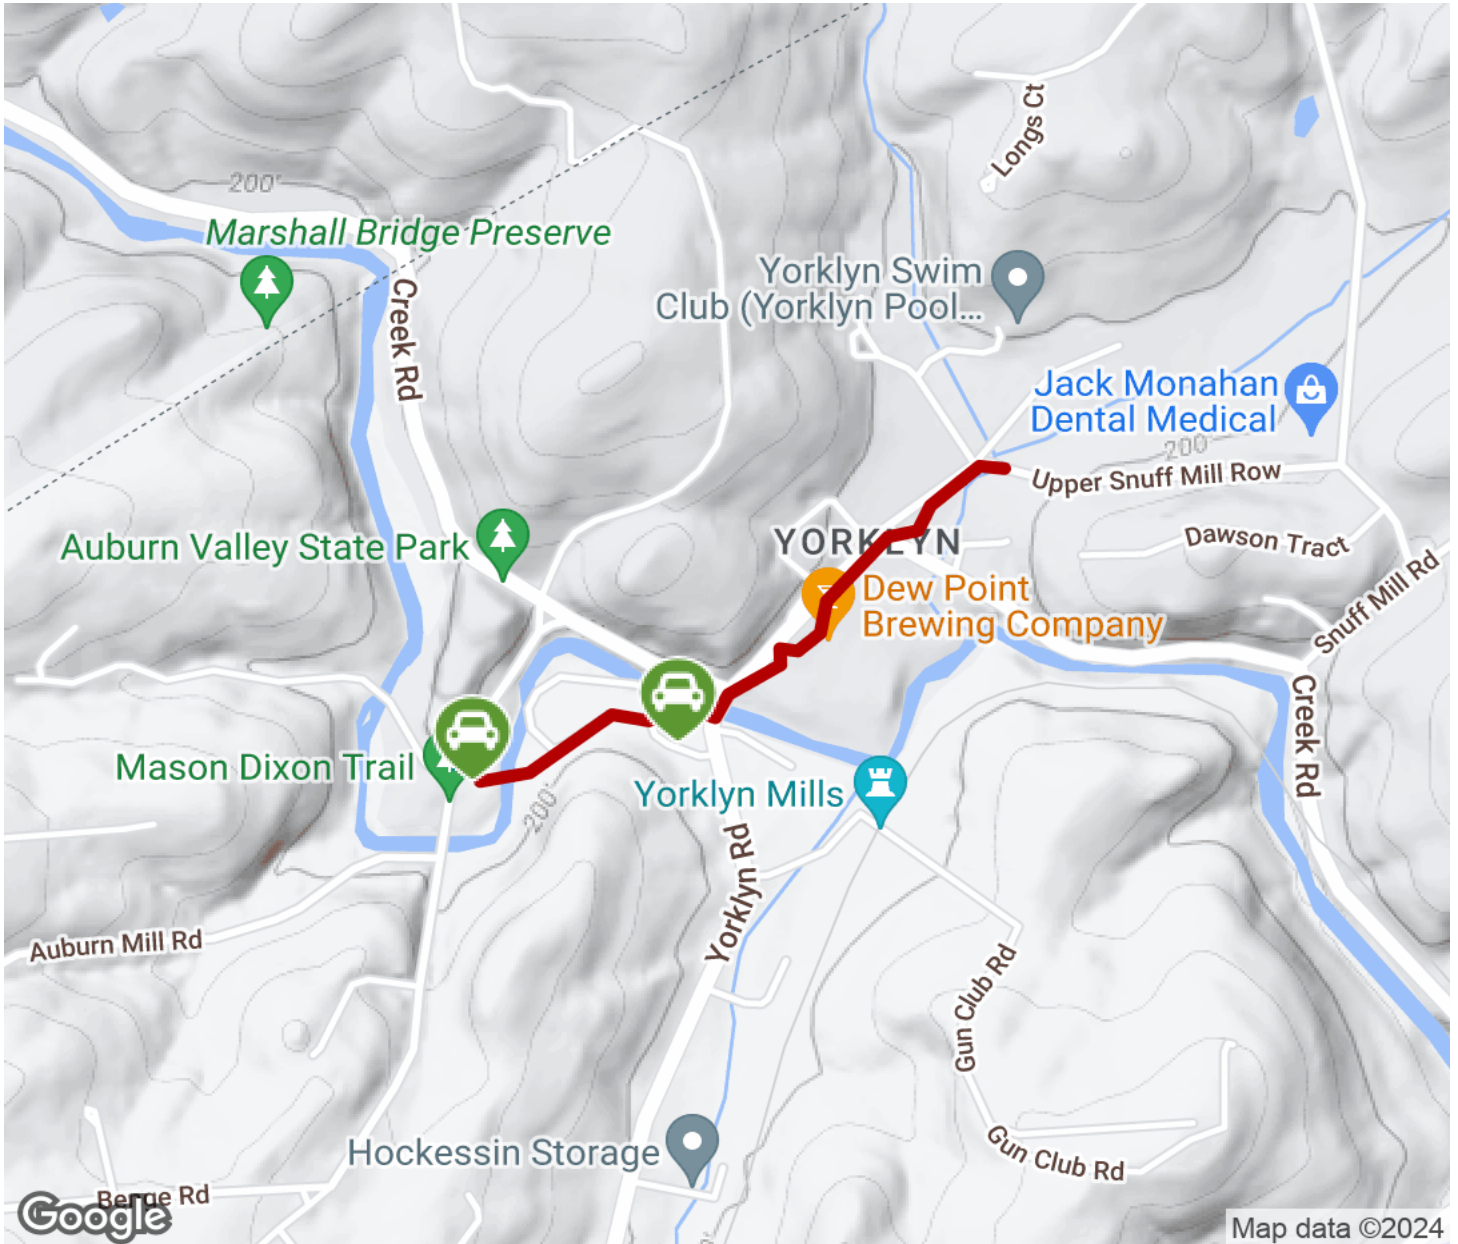 Longs Ct
200'
Marshall Bridge Preserve
Creek Rd
Yorklyn Swim
Club (Yorklyn Pool...
Jack Monahan
Dental Medical
200'
Upper Snuff Mill Row
Auburn Valley State Park
YORKLYN
Dawson Tract
Dew Point
Brewing Company
Snuff Mill Rd
Creek Rd
Mason Dixon Trail
200'
Yorklyn Mills
Yorklyn Rd
Auburn Mill Rd
Gun Club Rd
Gun Club Rd
Hockessin Storage
Benge Rd
200'
Google
Map data ©2024